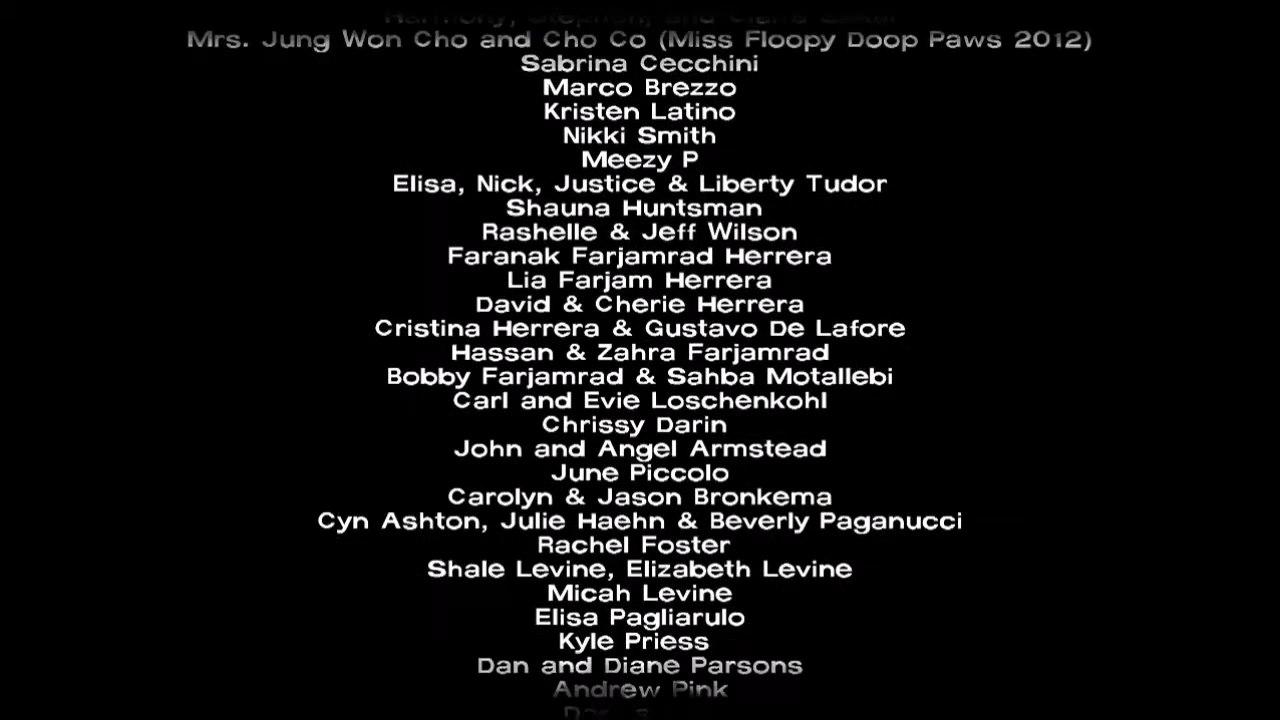 Mrs. Jung Won Cho and Cho Co (Miss Floopy Doop Paws 2012)
Sabrina Cecchini
Marco Brezzo
Kristen Latino
Nikki Smith
Meezy P
Elisa, Nick, Justice & Liberty Tudor
Shauna Huntsman
Rashelle & Jeff Wilson
Faranak Farjamrad Herrera
Lia Farjam Herrera
David & Cherie Herrera
Cristina Herrera & Gustavo De Lafore
Hassan & Zahra Farjamrad
Bobby Farjamrad & Sahba Motallebi
Carl and Evie Loschenkohl
Chrissy Darin
John and Angel Armstead
June Piccolo
Carolyn & Jason Bronkema
Cyn Ashton, Julie Haehn & Beverly Paganucci
Rachel Foster
Shale Levine, Elizabeth Levine
Micah Levine
Elisa Pagliarulo
Kyle Priess
Dan and Diane Parsons
Andrew Pink